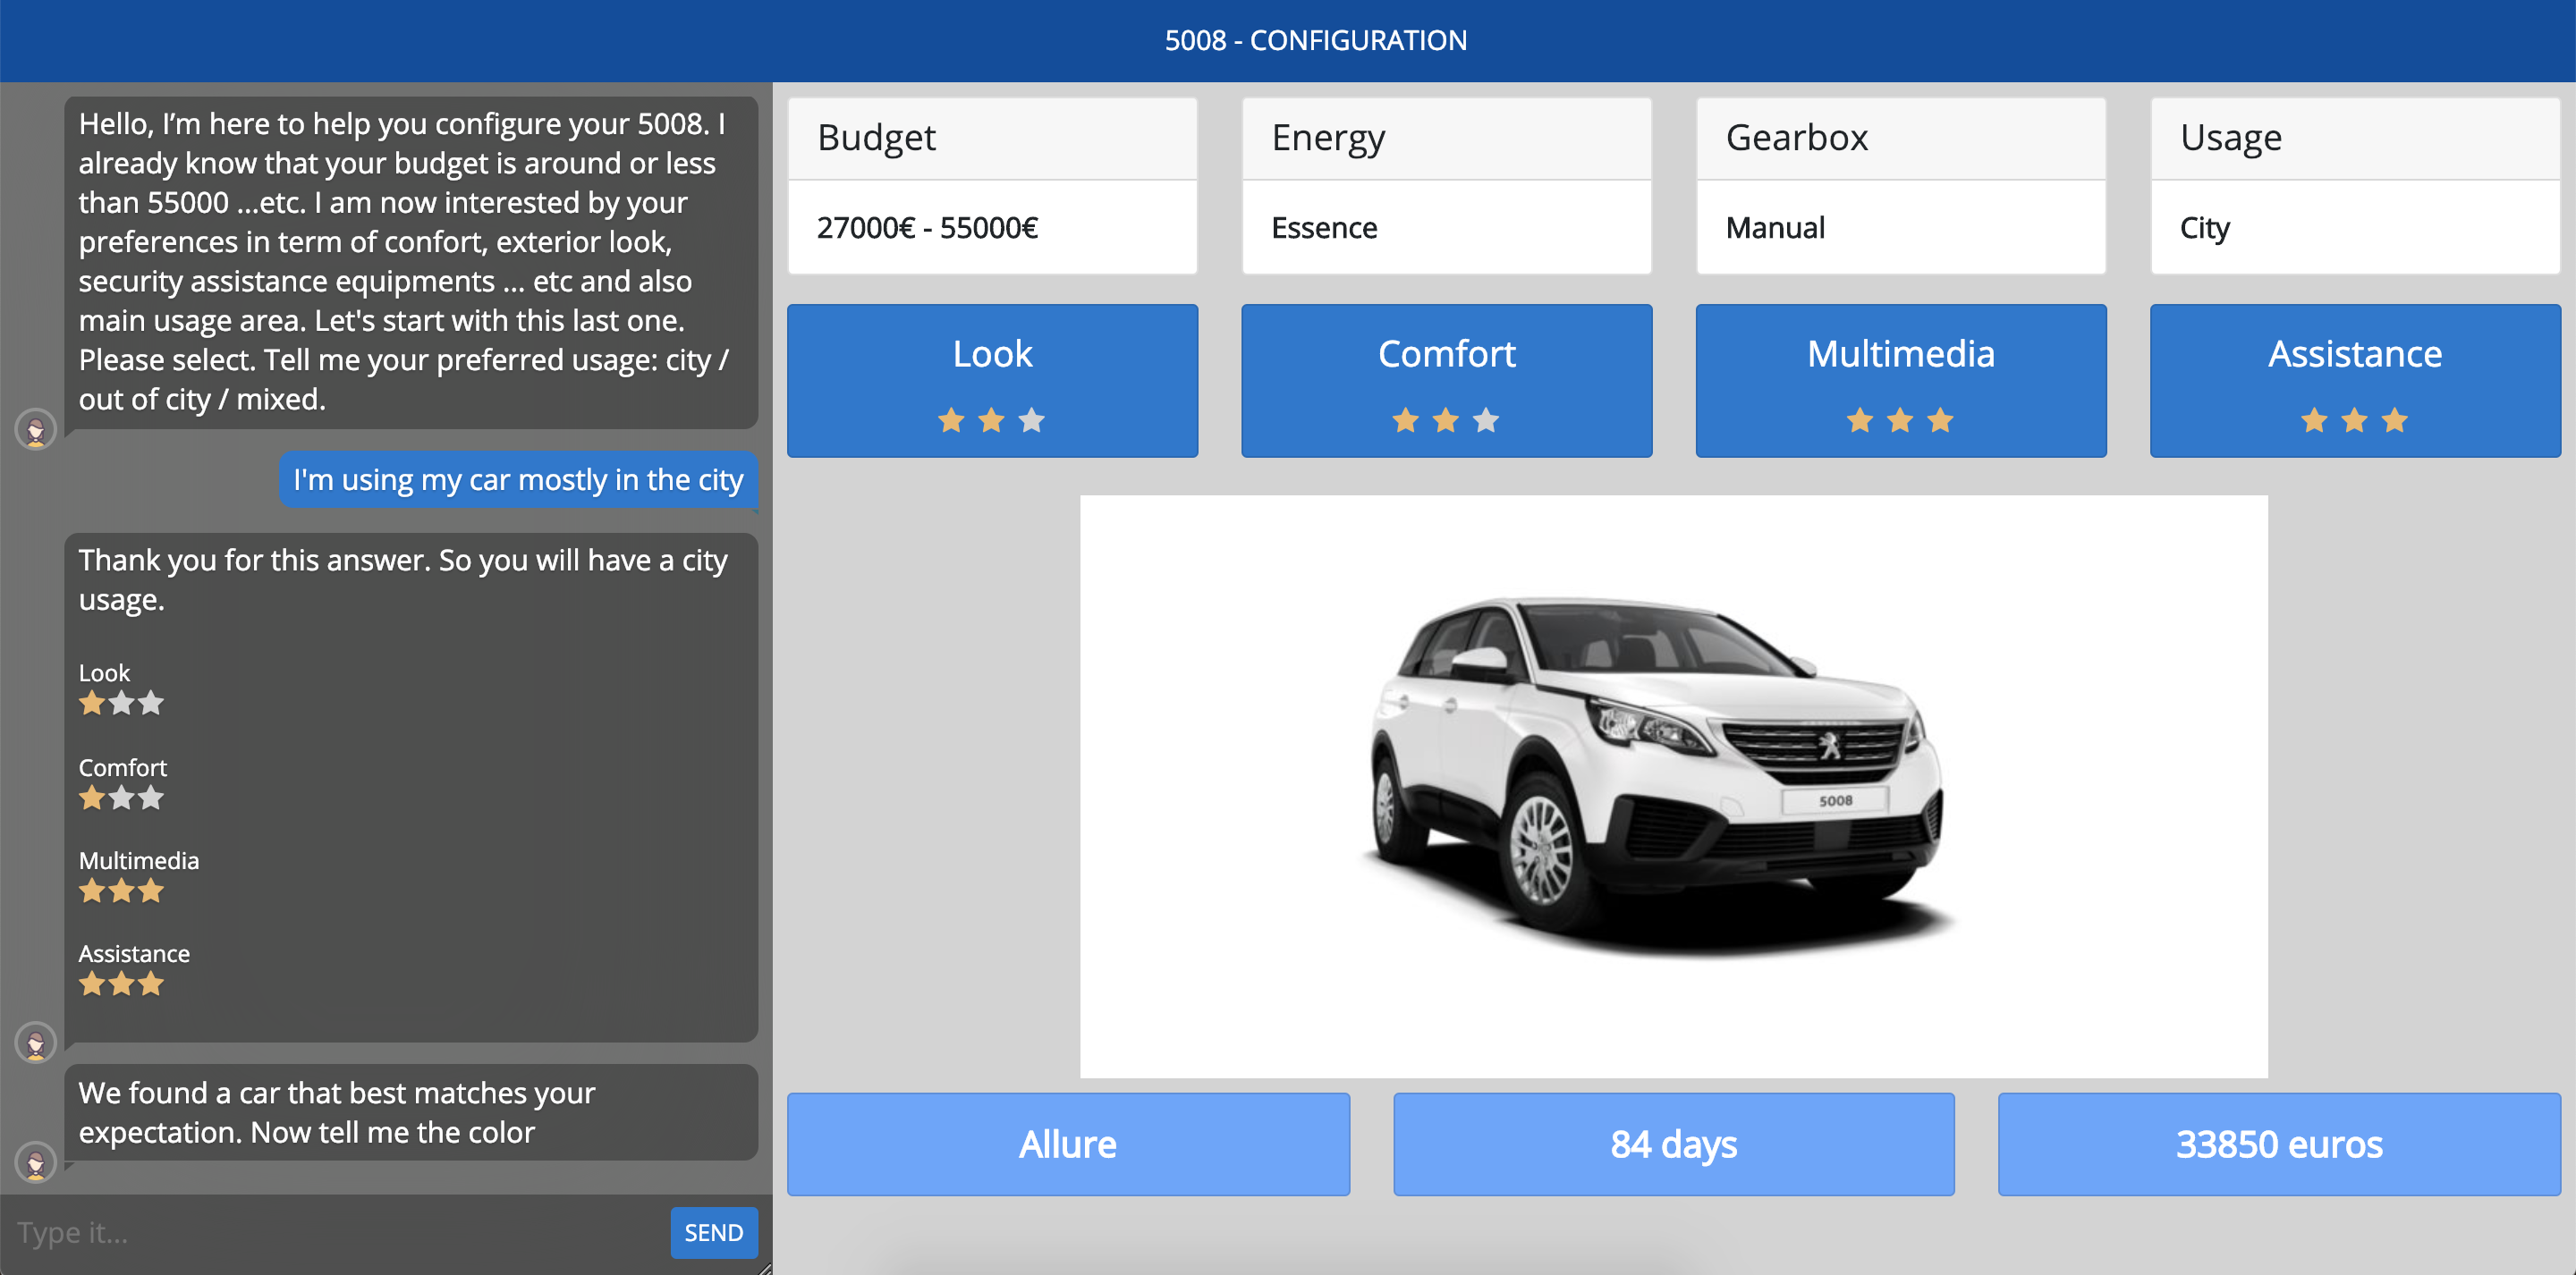 5008 - CONFIGURATION
Hello, I’m here to help you configure your 5008. I
already know that your budget is around or less
than 55000 ...etc. I am now interested by your
preferences in term of confort, exterior look,
security assistance equipments ... etc and also
main usage area. Let's start with this last one.
Please select. Tell me your preferred usage: city /
out of city / mixed.
I'm using my car mostly in the city
Thank you for this answer. So you will have a city
usage.
Look
Comfort
Multimedia
Assistance
We found a car that best matches your
expectation. Now tell me the color
Type it...
SEND
Budget
27000€ - 55000€
Energy
Essence
Gearbox
Manual
Usage
City
Look
Comfort
Multimedia
Assistance
5008
Allure
84 days
33850 euros